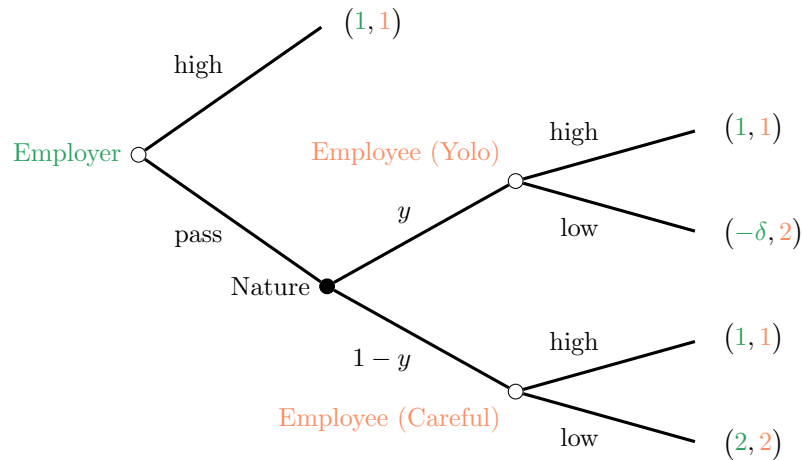 (1, 1)
high
Employer
pass
Nature
y
1 − y
Employee (Yolo)
high
(1, 1)
low
(−δ, 2)
Employee (Careful)
high
(1, 1)
low
(2, 2)